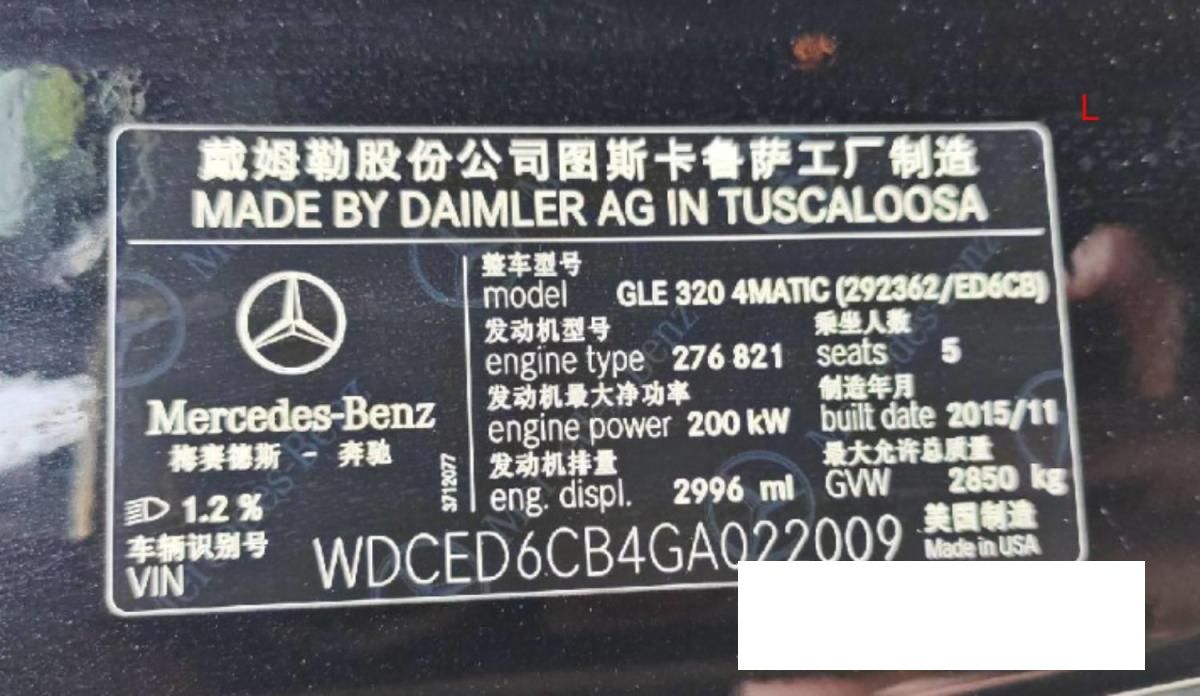 L
戴姆勒股份公司图斯卡鲁萨工厂制造
MADE BY DAIMLER AG IN TUSCALOOSA
整车型号
model GLE 320 4MATIC (292362/ED6CB)
发动机型号 乘坐人数
engine type 276 821 seats 5
发动机最大净功率 制造年月
engine power 200 kW built date 2015/11
发动机排量 最大允许总质量
eng. displ. 2996 ml GVW 2850 kg
Mercedes-Benz
梅赛德斯 - 奔驰
3712077
1.2 %
车辆识别号 美国制造
VIN WDCED6CB4GA022009 Made in USA